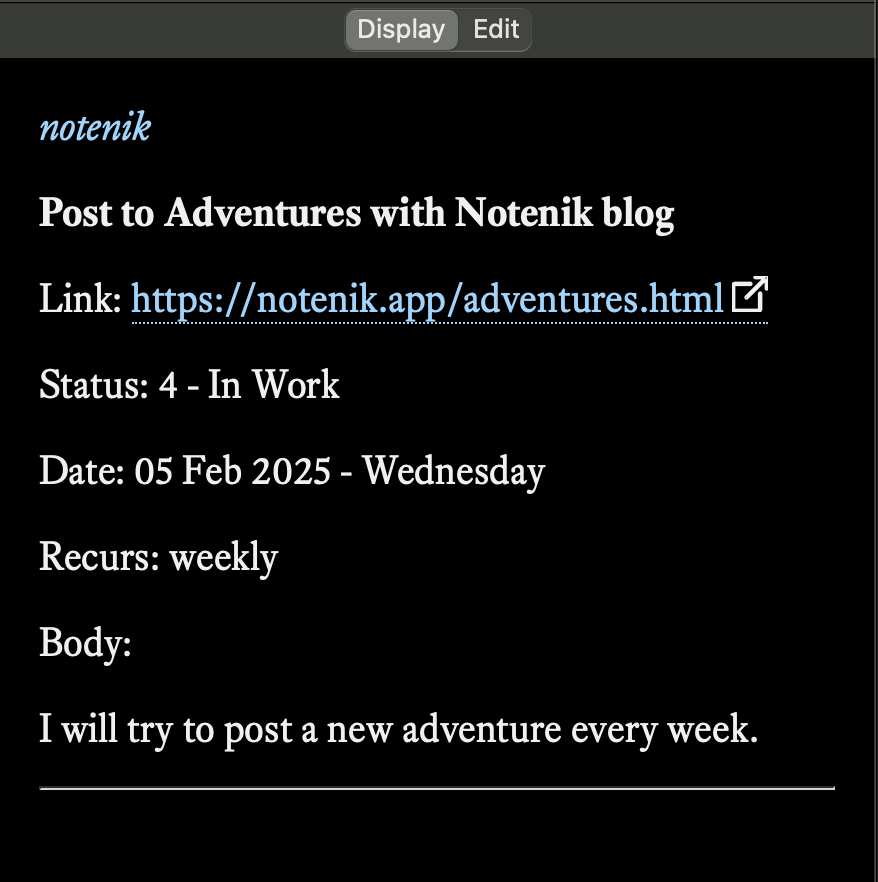 Display Edit
notenik
Post to Adventures with Notenik blog
Link: https://notenik.app/adventures.html
Status: 4 - In Work
Date: 05 Feb 2025 - Wednesday
Recurs: weekly
Body:
I will try to post a new adventure every week.